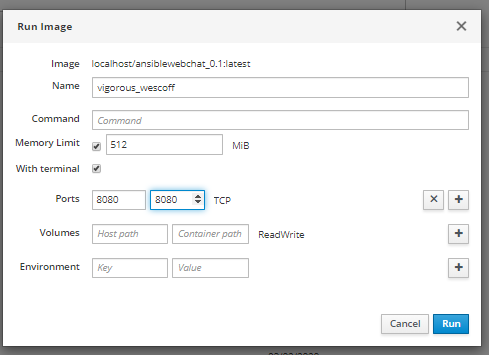 Run Image
Image localhost/ansiblewebchat_0.1:latest
Name vigorous_wescoff
Command Command
Memory Limit 512 MiB
With terminal
Ports 8080 8080 TCP
Volumes Host path Container path ReadWrite
Environment Key Value
Cancel Run